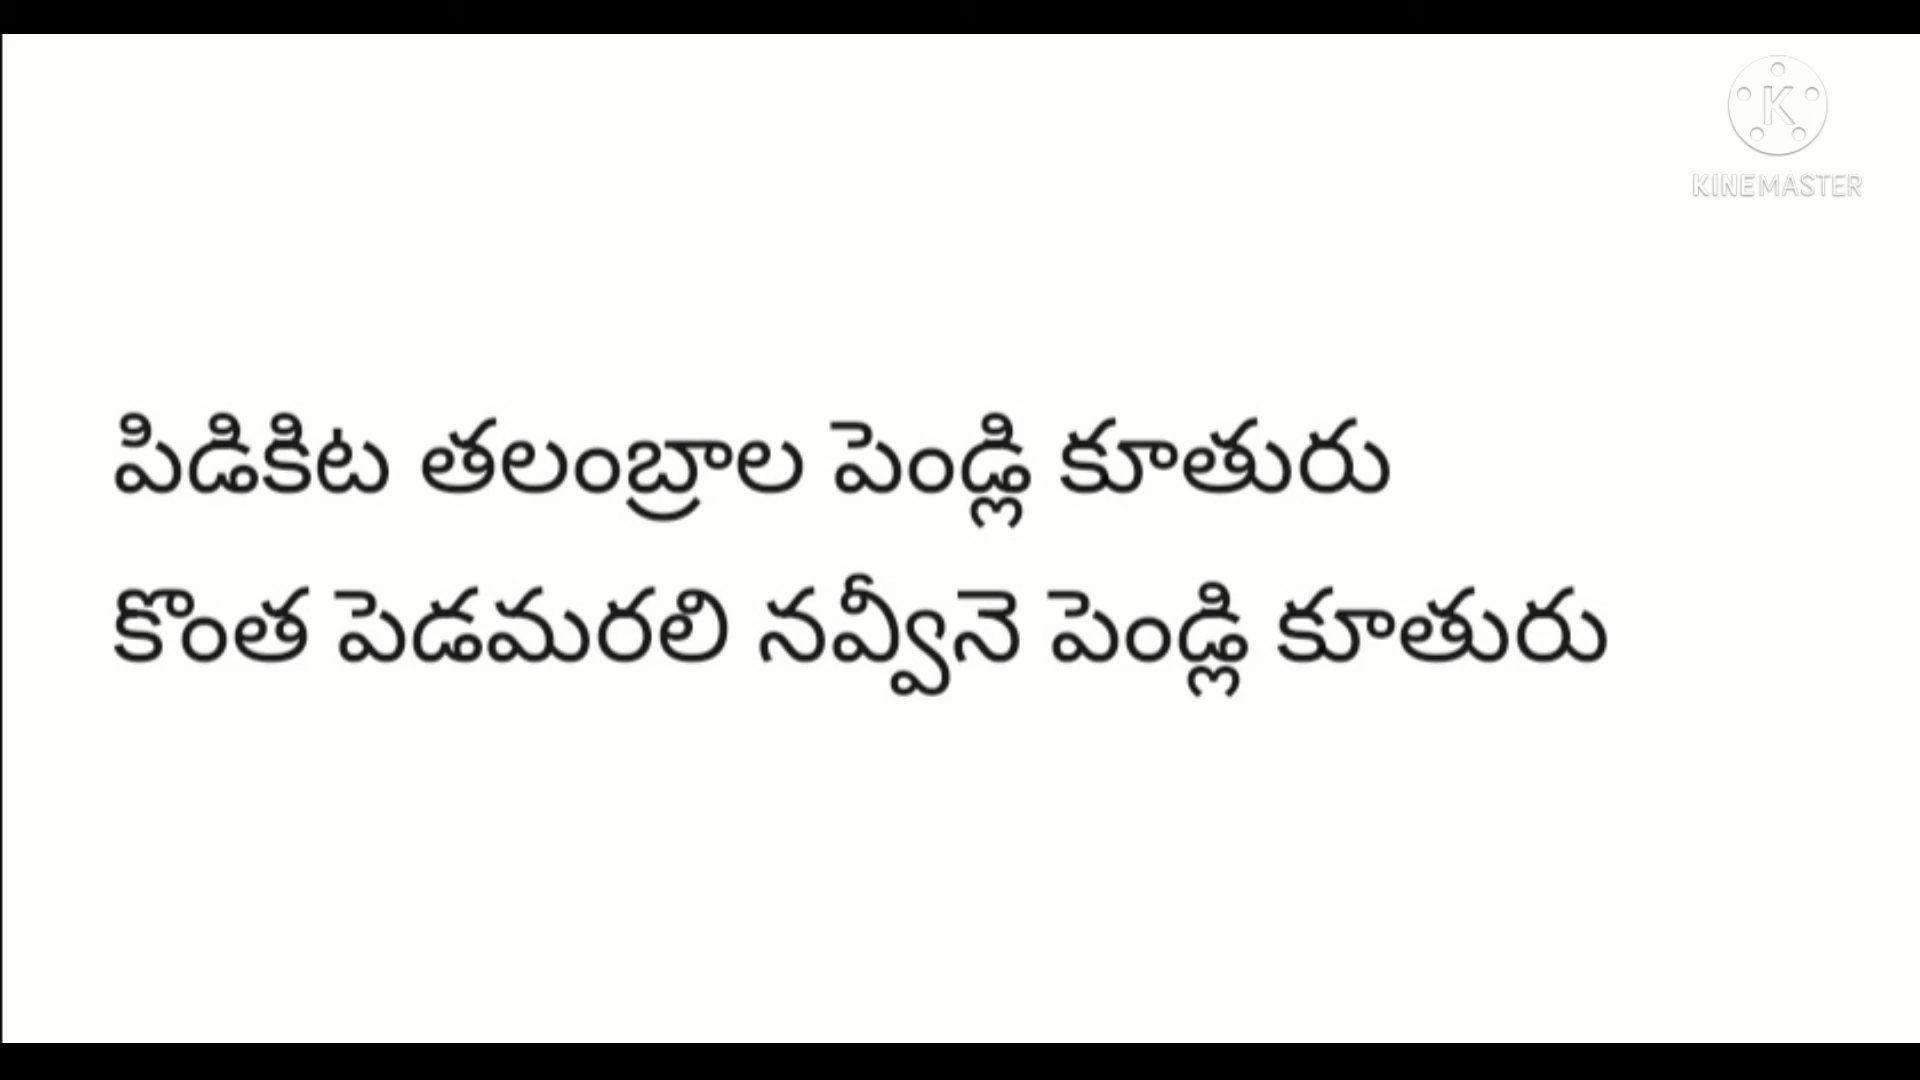 KINEMASTER
పిడికిట తలంబ్రాల పెండ్లి కూతురు
కొంత పెడమరలి నవ్వీనె పెండ్లి కూతురు